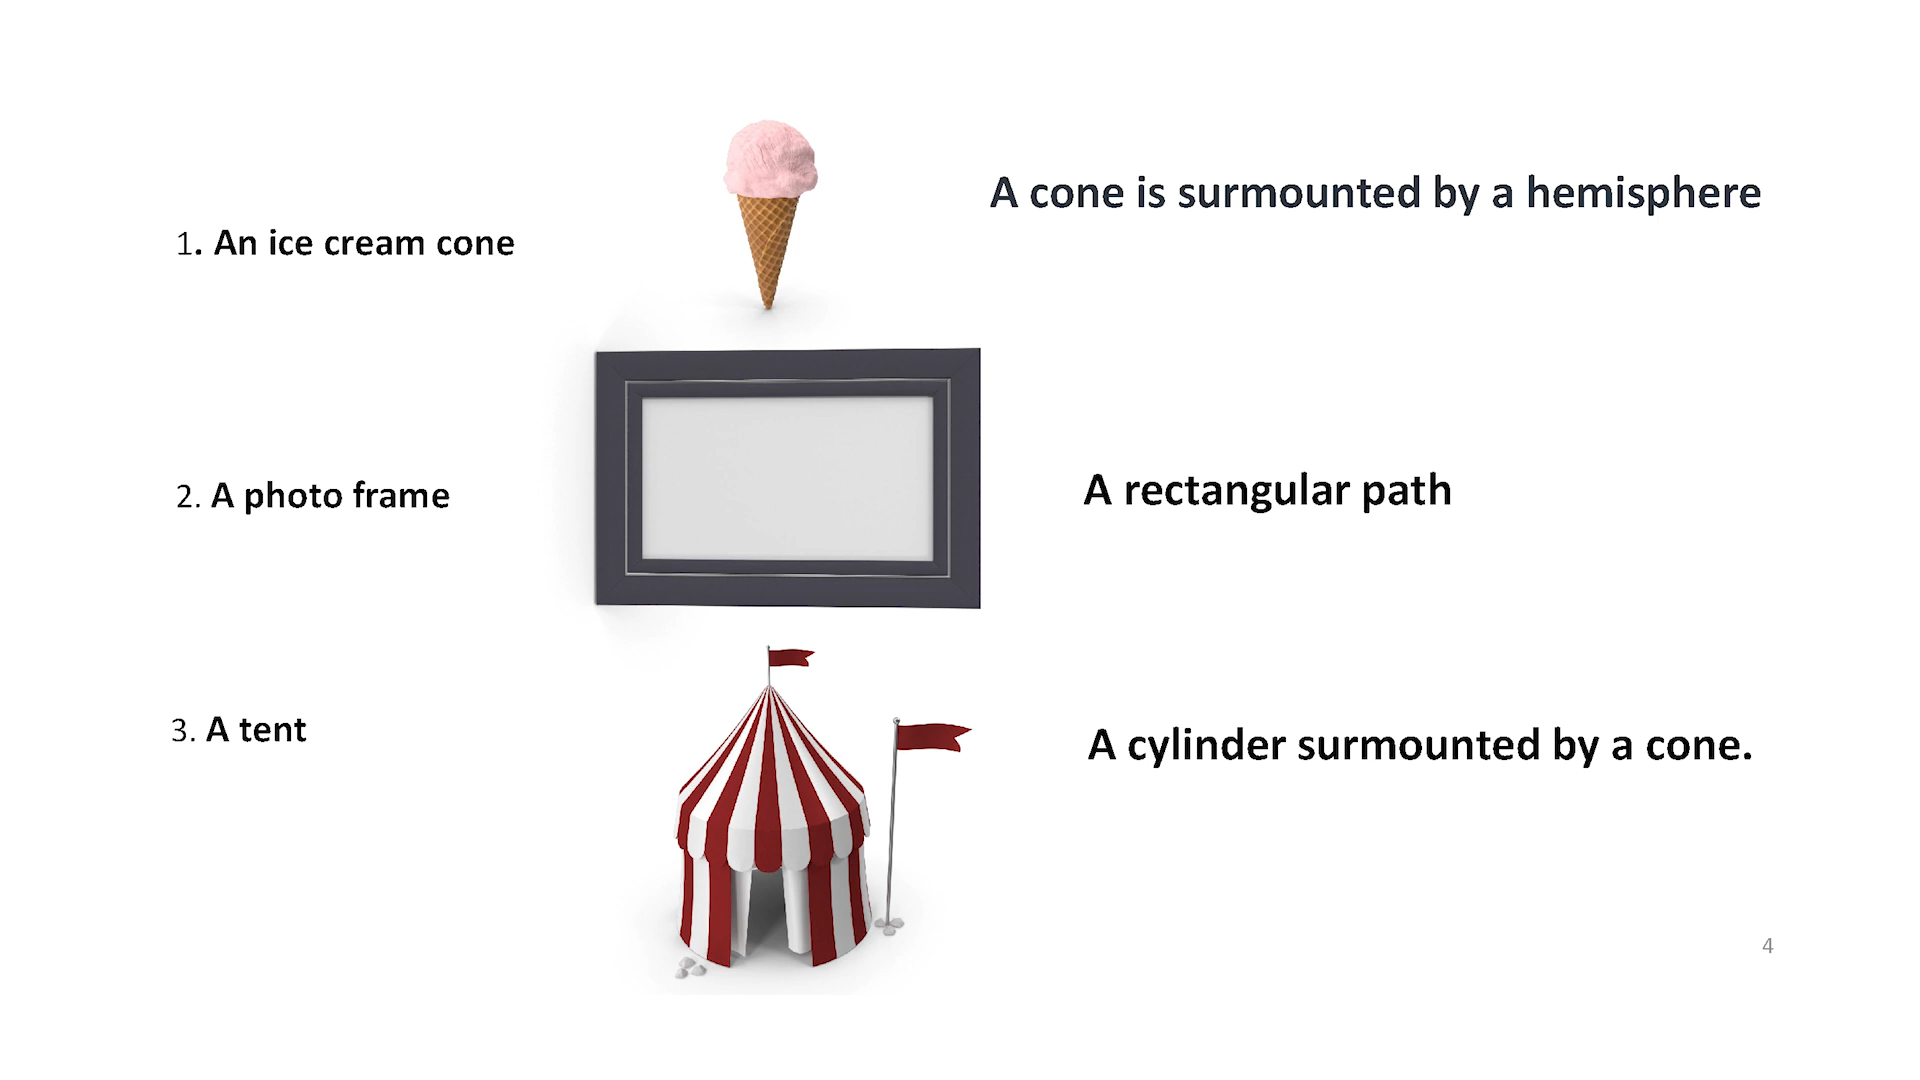 1. An ice cream cone
A cone is surmounted by a hemisphere
2. A photo frame
A rectangular path
3. A tent
A cylinder surmounted by a cone.
4